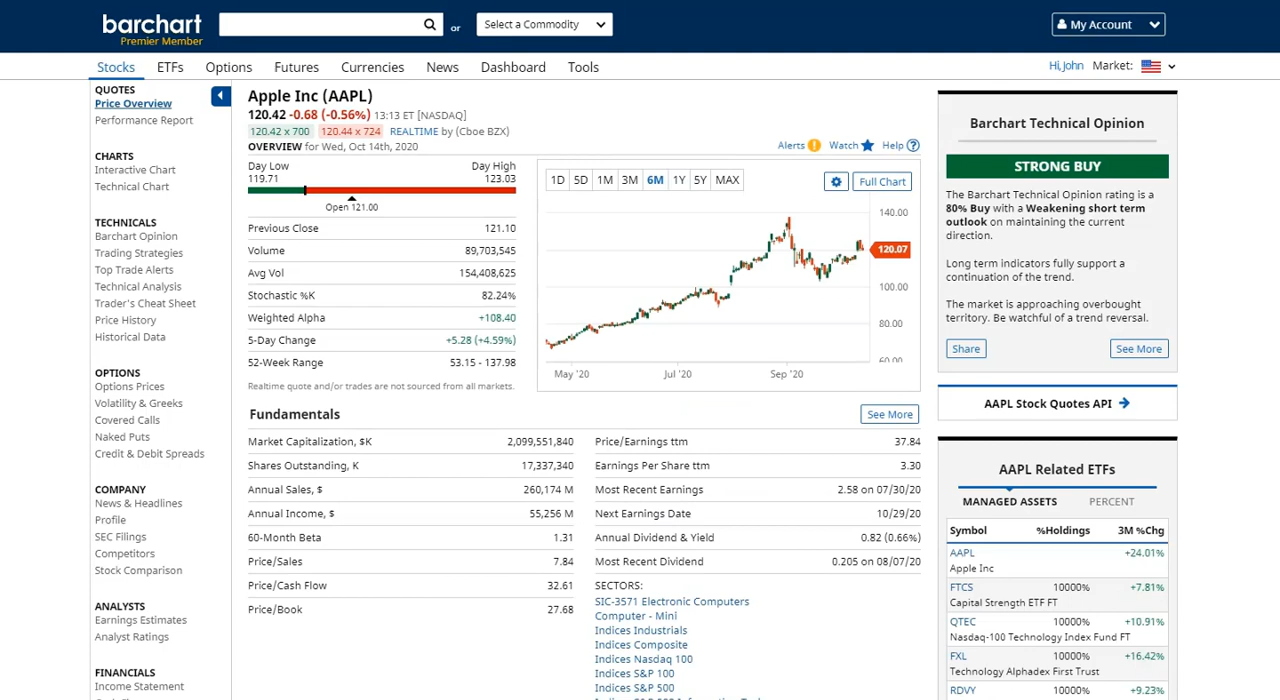 barchart
Premier Member
or
Select a Commodity
My Account
Stocks ETFs Options Futures Currencies News Dashboard Tools
Hi, John Market:
QUOTES
Price Overview
Performance Report
CHARTS
Interactive Chart
Technical Chart
TECHNICALS
Barchart Opinion
Trading Strategies
Top Trade Alerts
Technical Analysis
Trader's Cheat Sheet
Price History
Historical Data
OPTIONS
Options Prices
Volatility & Greeks
Covered Calls
Naked Puts
Credit & Debit Spreads
COMPANY
News & Headlines
Profile
SEC Filings
Competitors
Stock Comparison
ANALYSTS
Earnings Estimates
Analyst Ratings
FINANCIALS
Income Statement
Apple Inc (AAPL)
120.42 -0.68 (-0.56%) 13:13 ET [NASDAQ]
120.42 x 700 120.44 x 724 REALTIME by (Cboe BZX)
OVERVIEW for Wed, Oct 14th, 2020
Alerts ! Watch Help ?
Day Low Day High
119.71 123.03
Open 121.00
Previous Close 121.10
Volume 89,703,545
Avg Vol 154,408,625
Stochastic %K 82.24%
Weighted Alpha +108.40
5-Day Change +5.28 (+4.59%)
52-Week Range 53.15 - 137.98
Realtime quote and/or trades are not sourced from all markets.
1D 5D 1M 3M 6M 1Y 5Y MAX
Full Chart
140.00
120.07
100.00
80.00
60.00
May '20 Jul '20 Sep '20
Fundamentals
See More
Market Capitalization, $K 2,099,551,840
Shares Outstanding, K 17,337,340
Annual Sales, $ 260,174 M
Annual Income, $ 55,256 M
60-Month Beta 1.31
Price/Sales 7.84
Price/Cash Flow 32.61
Price/Book 27.68
Price/Earnings ttm 37.84
Earnings Per Share ttm 3.30
Most Recent Earnings 2.58 on 07/30/20
Next Earnings Date 10/29/20
Annual Dividend & Yield 0.82 (0.66%)
Most Recent Dividend 0.205 on 08/07/20
SECTORS:
SIC-3571 Electronic Computers
Computer - Mini
Indices Industrials
Indices Composite
Indices Nasdaq 100
Indices S&P 100
Indices S&P 500
Barchart Technical Opinion
STRONG BUY
The Barchart Technical Opinion rating is a
80% Buy with a Weakening short term
outlook on maintaining the current
direction.
Long term indicators fully support a
continuation of the trend.
The market is approaching overbought
territory. Be watchful of a trend reversal.
Share See More
AAPL Stock Quotes API
AAPL Related ETFs
MANAGED ASSETS PERCENT
Symbol %Holdings 3M %Chg
AAPL +24.01%
Apple Inc
FTCS 10000% +7.81%
Capital Strength ETF FT
QTEC 10000% +10.91%
Nasdaq-100 Technology Index Fund FT
FXL 10000% +16.42%
Technology Alphadex First Trust
RDVY 10000% +9.23%